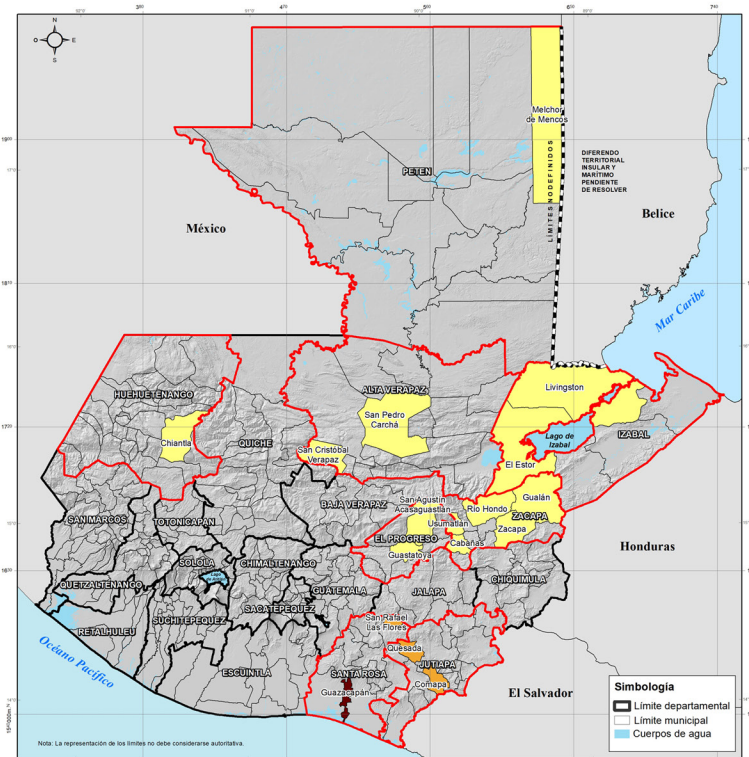 N
O
E
S
Melchor
de Mencos
PETEN
LÍMITES NO DEFINIDOS
DIFERENDO
TERRITORIAL
INSULAR Y
MARÍTIMO
PENDIENTE
DE RESOLVER
México
Belice
Mar Caribe
HUEHUETENANGO
ALTA VERAPAZ
Livingston
San Pedro
Carchá
Chiantla
QUICHE
San Cristóbal
Verapaz
Lago de
Izabal
IZABAL
El Estor
SAN MARCOS
TOTONICAPAN
BAJA VERAPAZ
San Agustín
Acasaguastlán
Río Hondo
Gualán
Usumatlán
ZACAPA
Zacapa
EL PROGRESO
Cabañas
Guastatoya
Honduras
SOLOLA
CHIMALTENANGO
QUETZALTENANGO
GUATEMALA
JALAPA
CHIQUIMULA
SUCHITEPEQUEZ
SACATEPEQUEZ
RETALHULEU
San Rafael
Las Flores
Quesada
JUTIAPA
Océano Pacífico
ESCUINTLA
SANTA ROSA
Guazacapán
Comapa
El Salvador
Simbología
Límite departamental
Límite municipal
Cuerpos de agua
Nota: La representación de los límites no debe considerarse autoritativa.